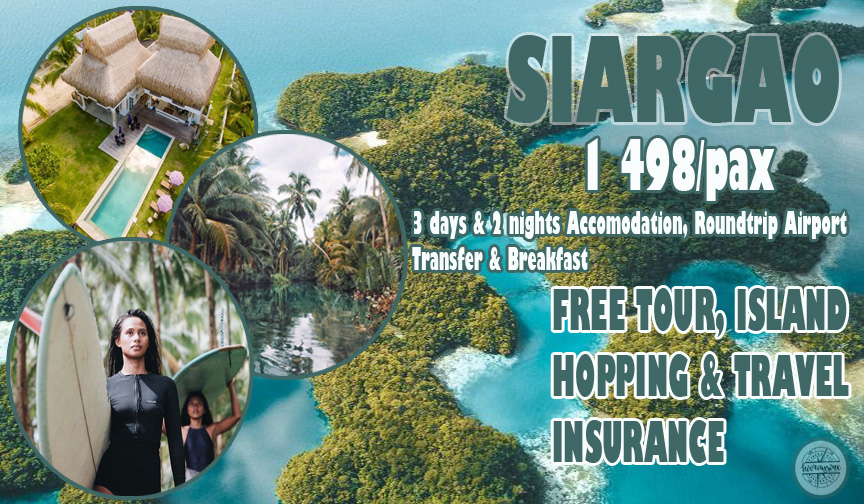 SIARGAO
1 498/pax
3 days & 2 nights Accomodation, Roundtrip Airport
Transfer & Breakfast
FREE TOUR, ISLAND
HOPPING & TRAVEL
INSURANCE